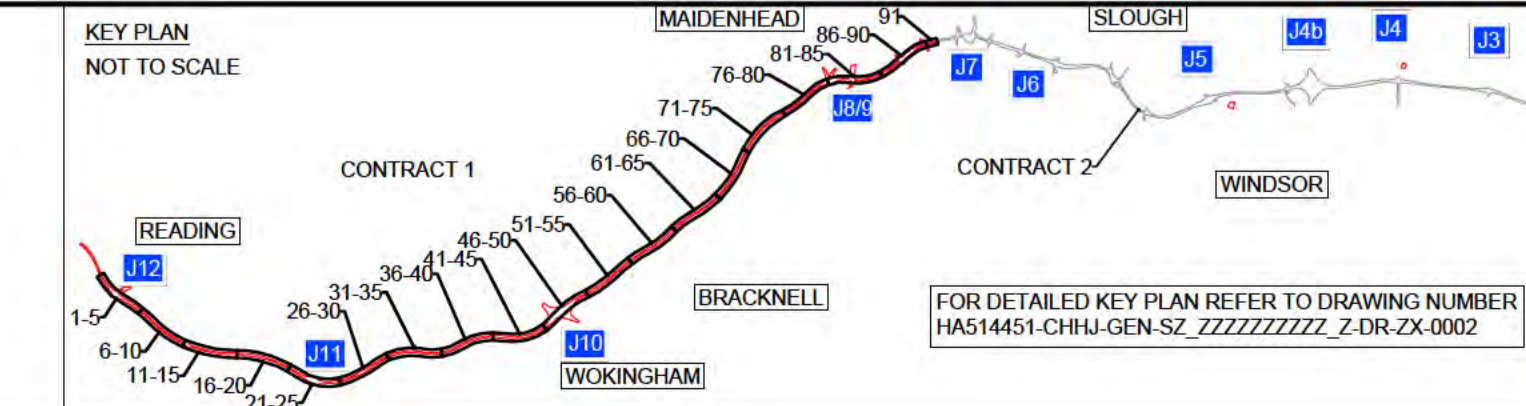 KEY PLAN
NOT TO SCALE
MAIDENHEAD
91
SLOUGH
86-90
81-85
76-80
71-75
66-70
61-65
56-60
51-55
46-50
41-45
36-40
31-35
26-30
J7
J6
J5
J4b
J4
J3
J8/9
CONTRACT 1
CONTRACT 2
WINDSOR
READING
J12
1-5
6-10
11-15
16-20
21-25
J11
J10
WOKINGHAM
BRACKNELL
FOR DETAILED KEY PLAN REFER TO DRAWING NUMBER
HA514451-CHHJ-GEN-SZ_ZZZZZZZZZZ_Z-DR-ZX-0002